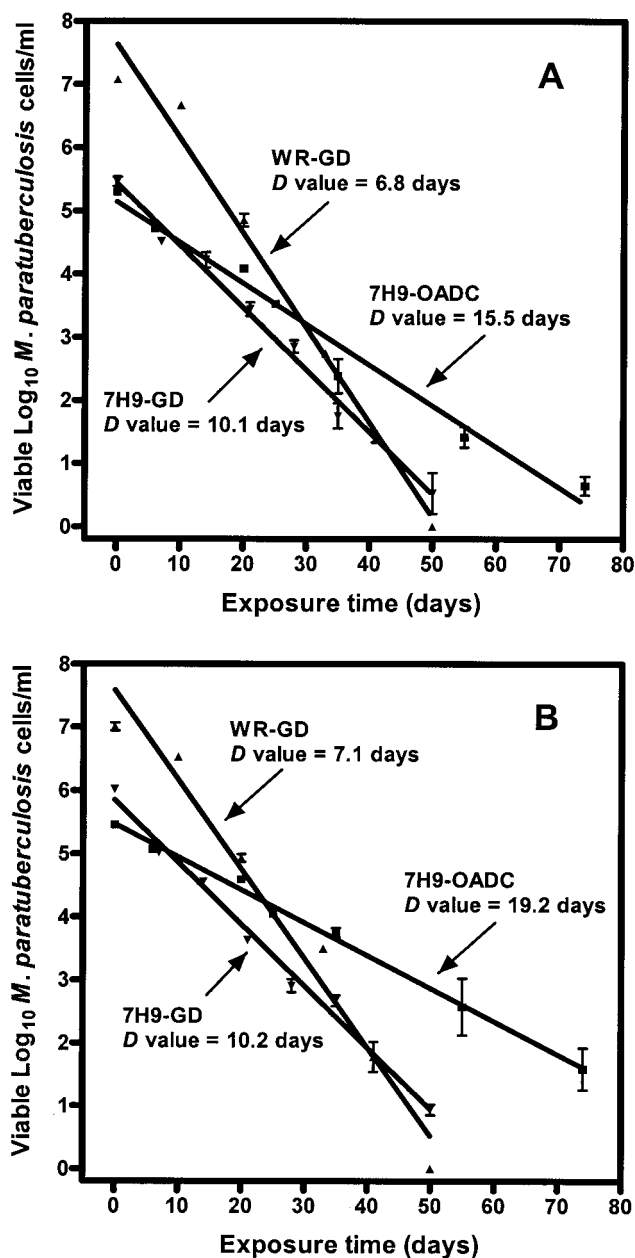 A
8
7
6
5
4
3
2
1
0
Viable Log10 M. paratuberculosis cells/ml
WR-GD
D value = 6.8 days
7H9-OADC
D value = 15.5 days
7H9-GD
D value = 10.1 days
0 10 20 30 40 50 60 70 80
Exposure time (days)
B
8
7
6
5
4
3
2
1
0
Viable Log10 M. paratuberculosis cells/ml
WR-GD
D value = 7.1 days
7H9-OADC
D value = 19.2 days
7H9-GD
D value = 10.2 days
0 10 20 30 40 50 60 70 80
Exposure time (days)